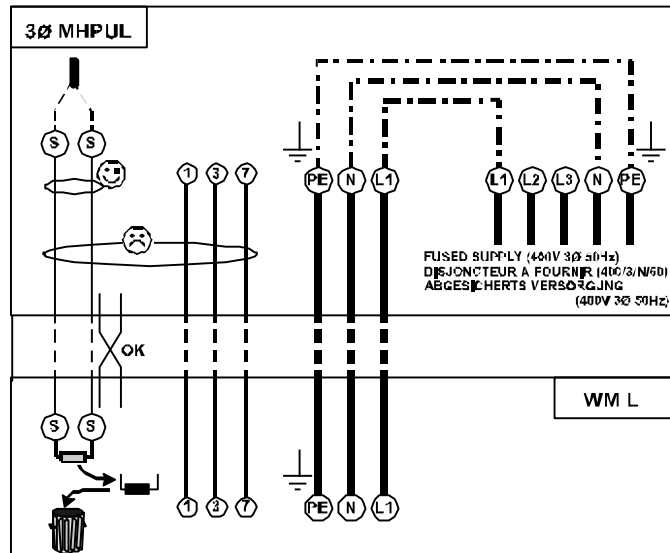 3Ø MHPUL
S S
1 3 7
PE N L1
L1 L2 L3 N PE
FUSED SUPPLY (400V 3Ø 50Hz)
DISJONCTEUR A FOURNIR (400/3/N/50)
ABGESICHERTS VERSORGUNG
(400V 3Ø 50Hz)
OK
WM L
S S
1 3 7
PE N L1